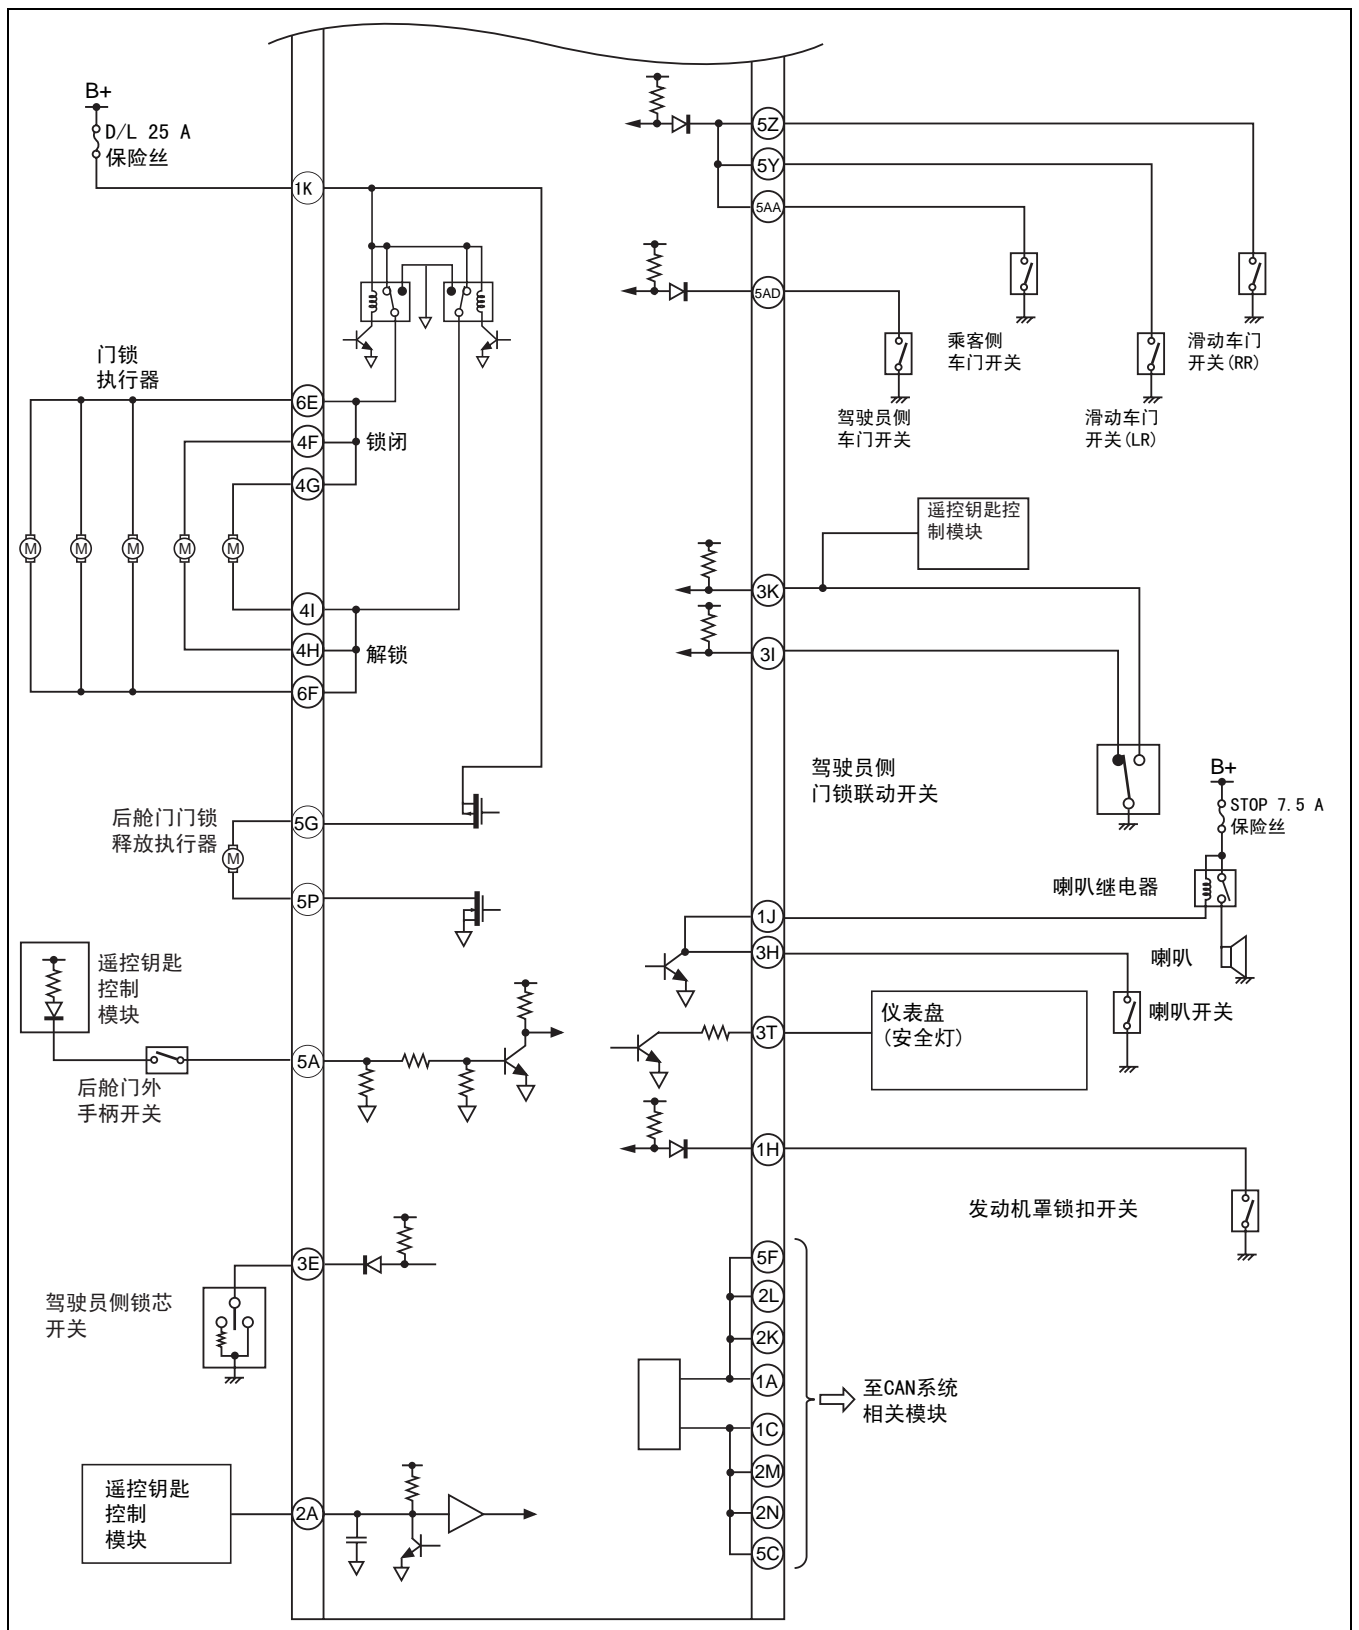 B+
D/L 25 A
保险丝
1K
门锁
执行器
6E
4F
锁闭
4G
M
M
M
M
M
4I
4H
解锁
6F
后舱门门锁
释放执行器
5G
M
5P
遥控钥匙
控制
模块
5A
后舱门外
手柄开关
3E
驾驶员侧锁芯
开关
遥控钥匙
控制
模块
2A
5Z
5Y
5AA
5AD
乘客侧
车门开关
滑动车门
开关(RR)
驾驶员侧
车门开关
滑动车门
开关(LR)
遥控钥匙控
制模块
3K
3I
驾驶员侧
门锁联动开关
B+
STOP 7.5 A
保险丝
喇叭继电器
1J
3H
喇叭
喇叭开关
3T
仪表盘
(安全灯)
1H
发动机罩锁扣开关
5F
2L
2K
1A
至CAN系统
相关模块
1C
2M
2N
5C